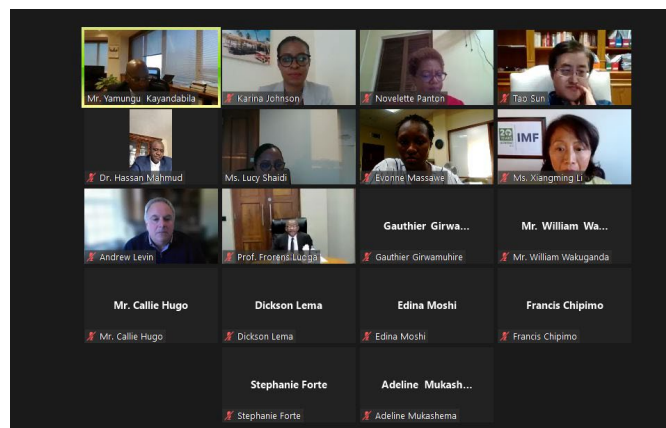 Mr. Yamungu Kayandabila
Karina Johnson
Novelette Panton
Tao Sun
Dr. Hassan Mahmud
Ms. Lucy Shaidi
Evonne Massawe
IMF
Ms. Xiangming Li
Andrew Levin
Prof. Frorens Luoga
Gauthier Girwa...
Gauthier Girwamuhire
Mr. William Wa...
Mr. William Wakuganda
Mr. Callie Hugo
Mr. Callie Hugo
Dickson Lema
Dickson Lema
Edina Moshi
Edina Moshi
Francis Chipimo
Francis Chipimo
Stephanie Forte
Stephanie Forte
Adeline Mukash...
Adeline Mukashema